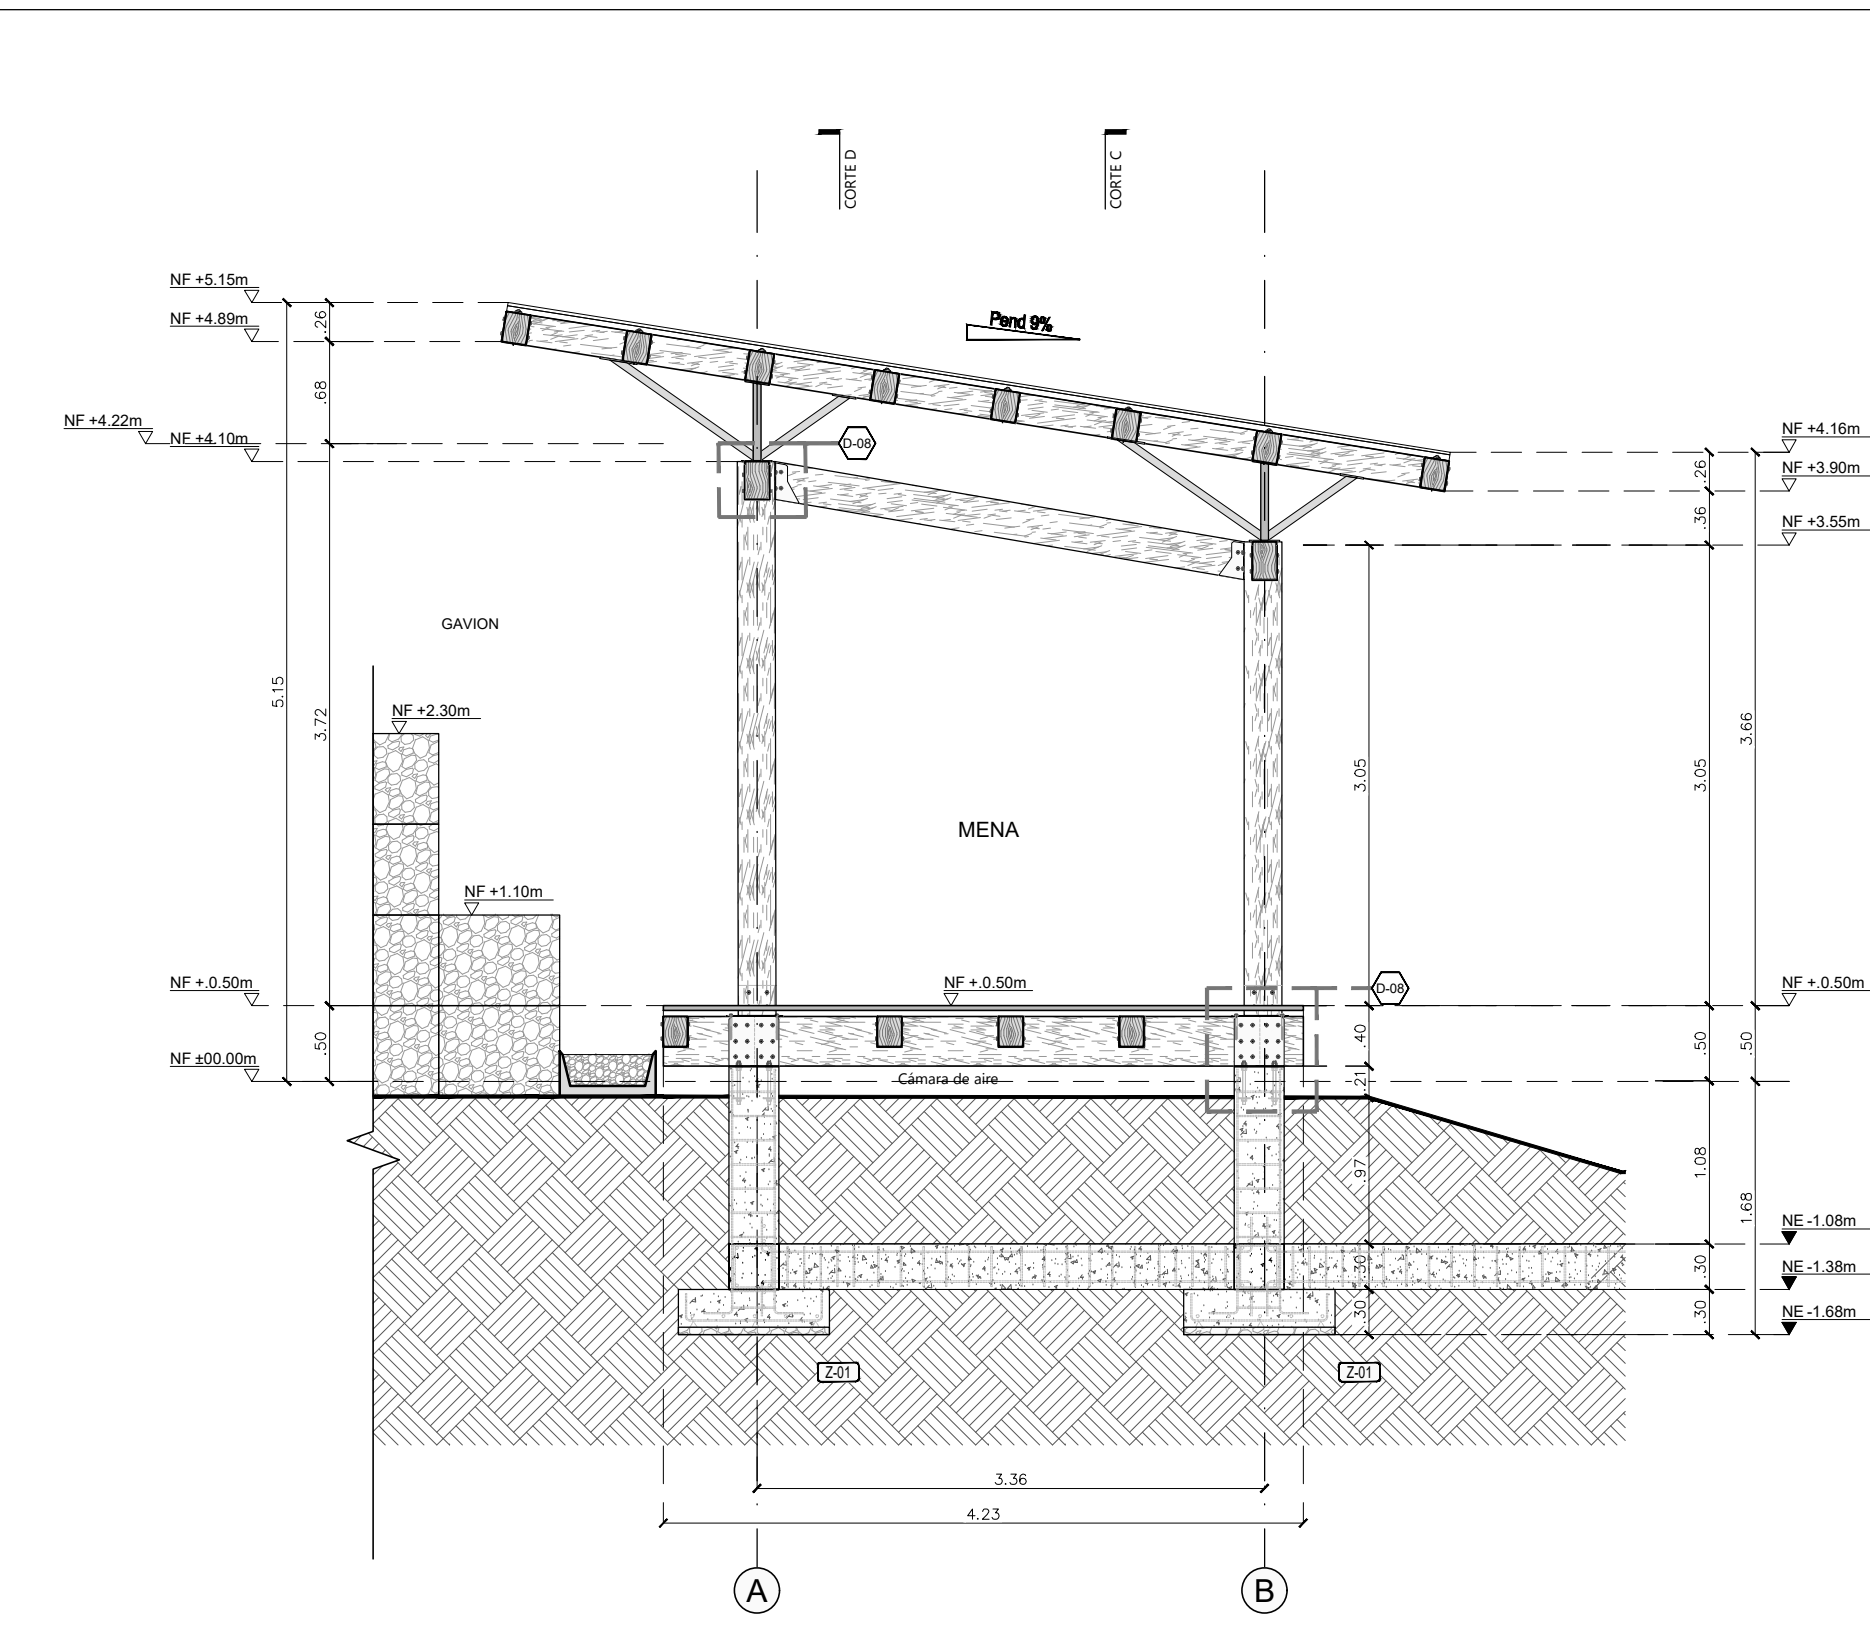 CORTE D
CORTE C
NF +5.15m
NF +4.89m
NF +4.22m
NF +4.10m
.26
.68
Pend 9%
D-08
NF +4.16m
NF +3.90m
NF +3.55m
.26
.36
GAVION
5.15
3.72
NF +2.30m
NF +1.10m
MENA
3.05
3.05
3.66
NF +.0.50m
NF +.0.50m
D-08
NF +.0.50m
.50
NF ±00.00m
Cámara de aire
.40
.21
.50
.50
.97
1.08
1.68
NE -1.08m
.30
.30
NE -1.38m
.30
.30
NE -1.68m
Z-01
Z-01
3.36
4.23
A
B